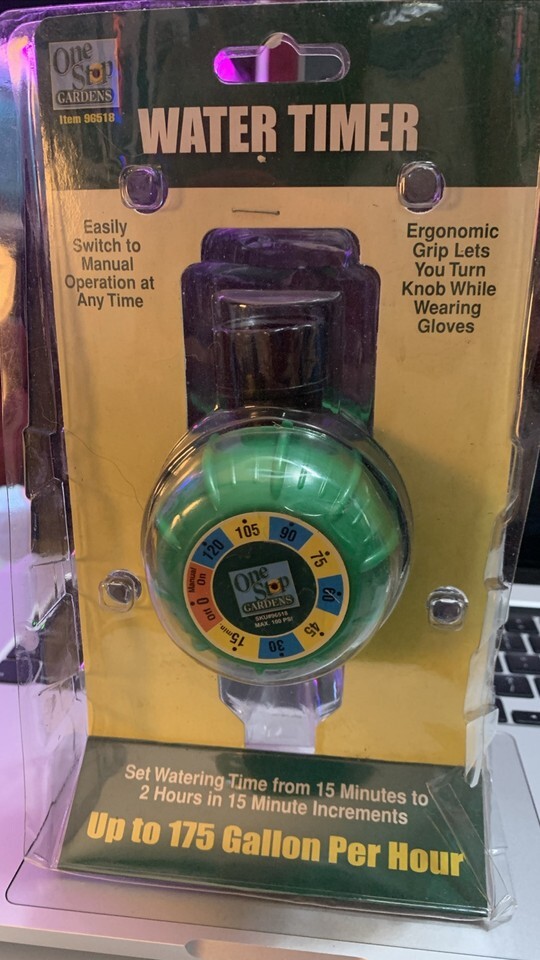 One
Stop
GARDENS
Item 96518
WATER TIMER
Easily
Switch to
Manual
Operation at
Any Time
Ergonomic
Grip Lets
You Turn
Knob While
Wearing
Gloves
105
90
75
60
45
30
15min.
Off 0
Manual
On
120
One
Stop
GARDENS
SKU#96518
MAX. 100 PSI
Set Watering Time from 15 Minutes to
2 Hours in 15 Minute Increments
Up to 175 Gallon Per Hour